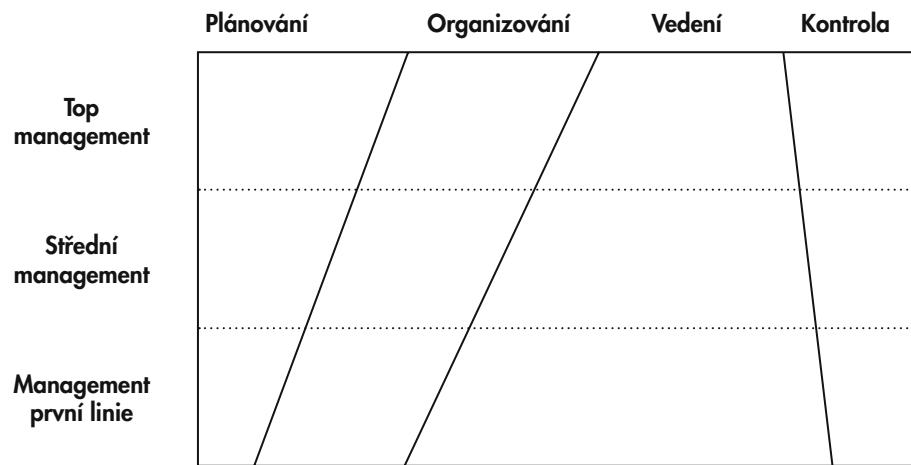 Plánování Organizování Vedení Kontrola
Top
management
Střední
management
Management
první linie